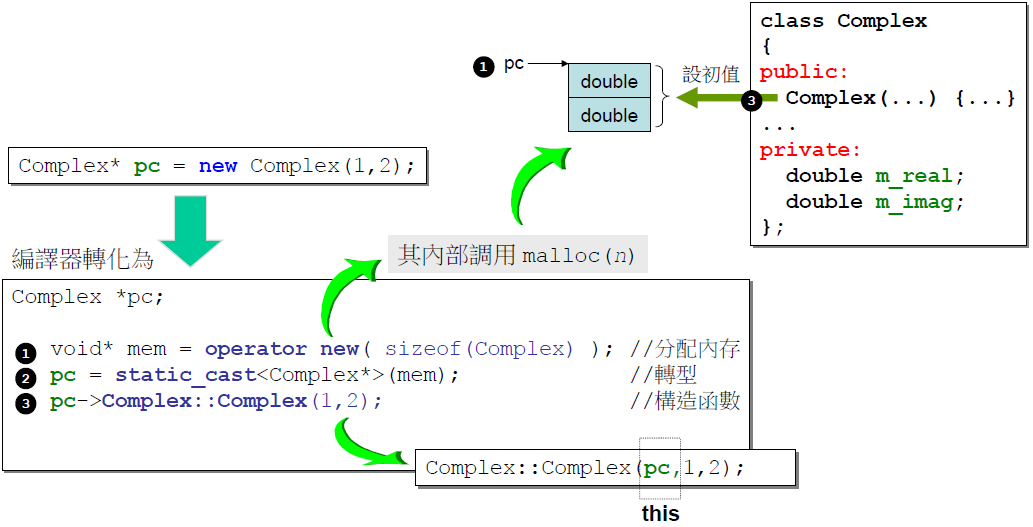 class Complex
{
public:
Complex(...) {...}
...
private:
double m_real;
double m_imag;
};
❶ pc
double
double
設初值
❸
Complex* pc = new Complex(1,2);
編譯器轉化為
其內部調用 malloc(n)
Complex *pc;
❶ void* mem = operator new( sizeof(Complex) ); //分配內存
❷ pc = static_cast<Complex*>(mem); //轉型
❸ pc->Complex::Complex(1,2); //構造函數
Complex::Complex(pc,1,2);
this